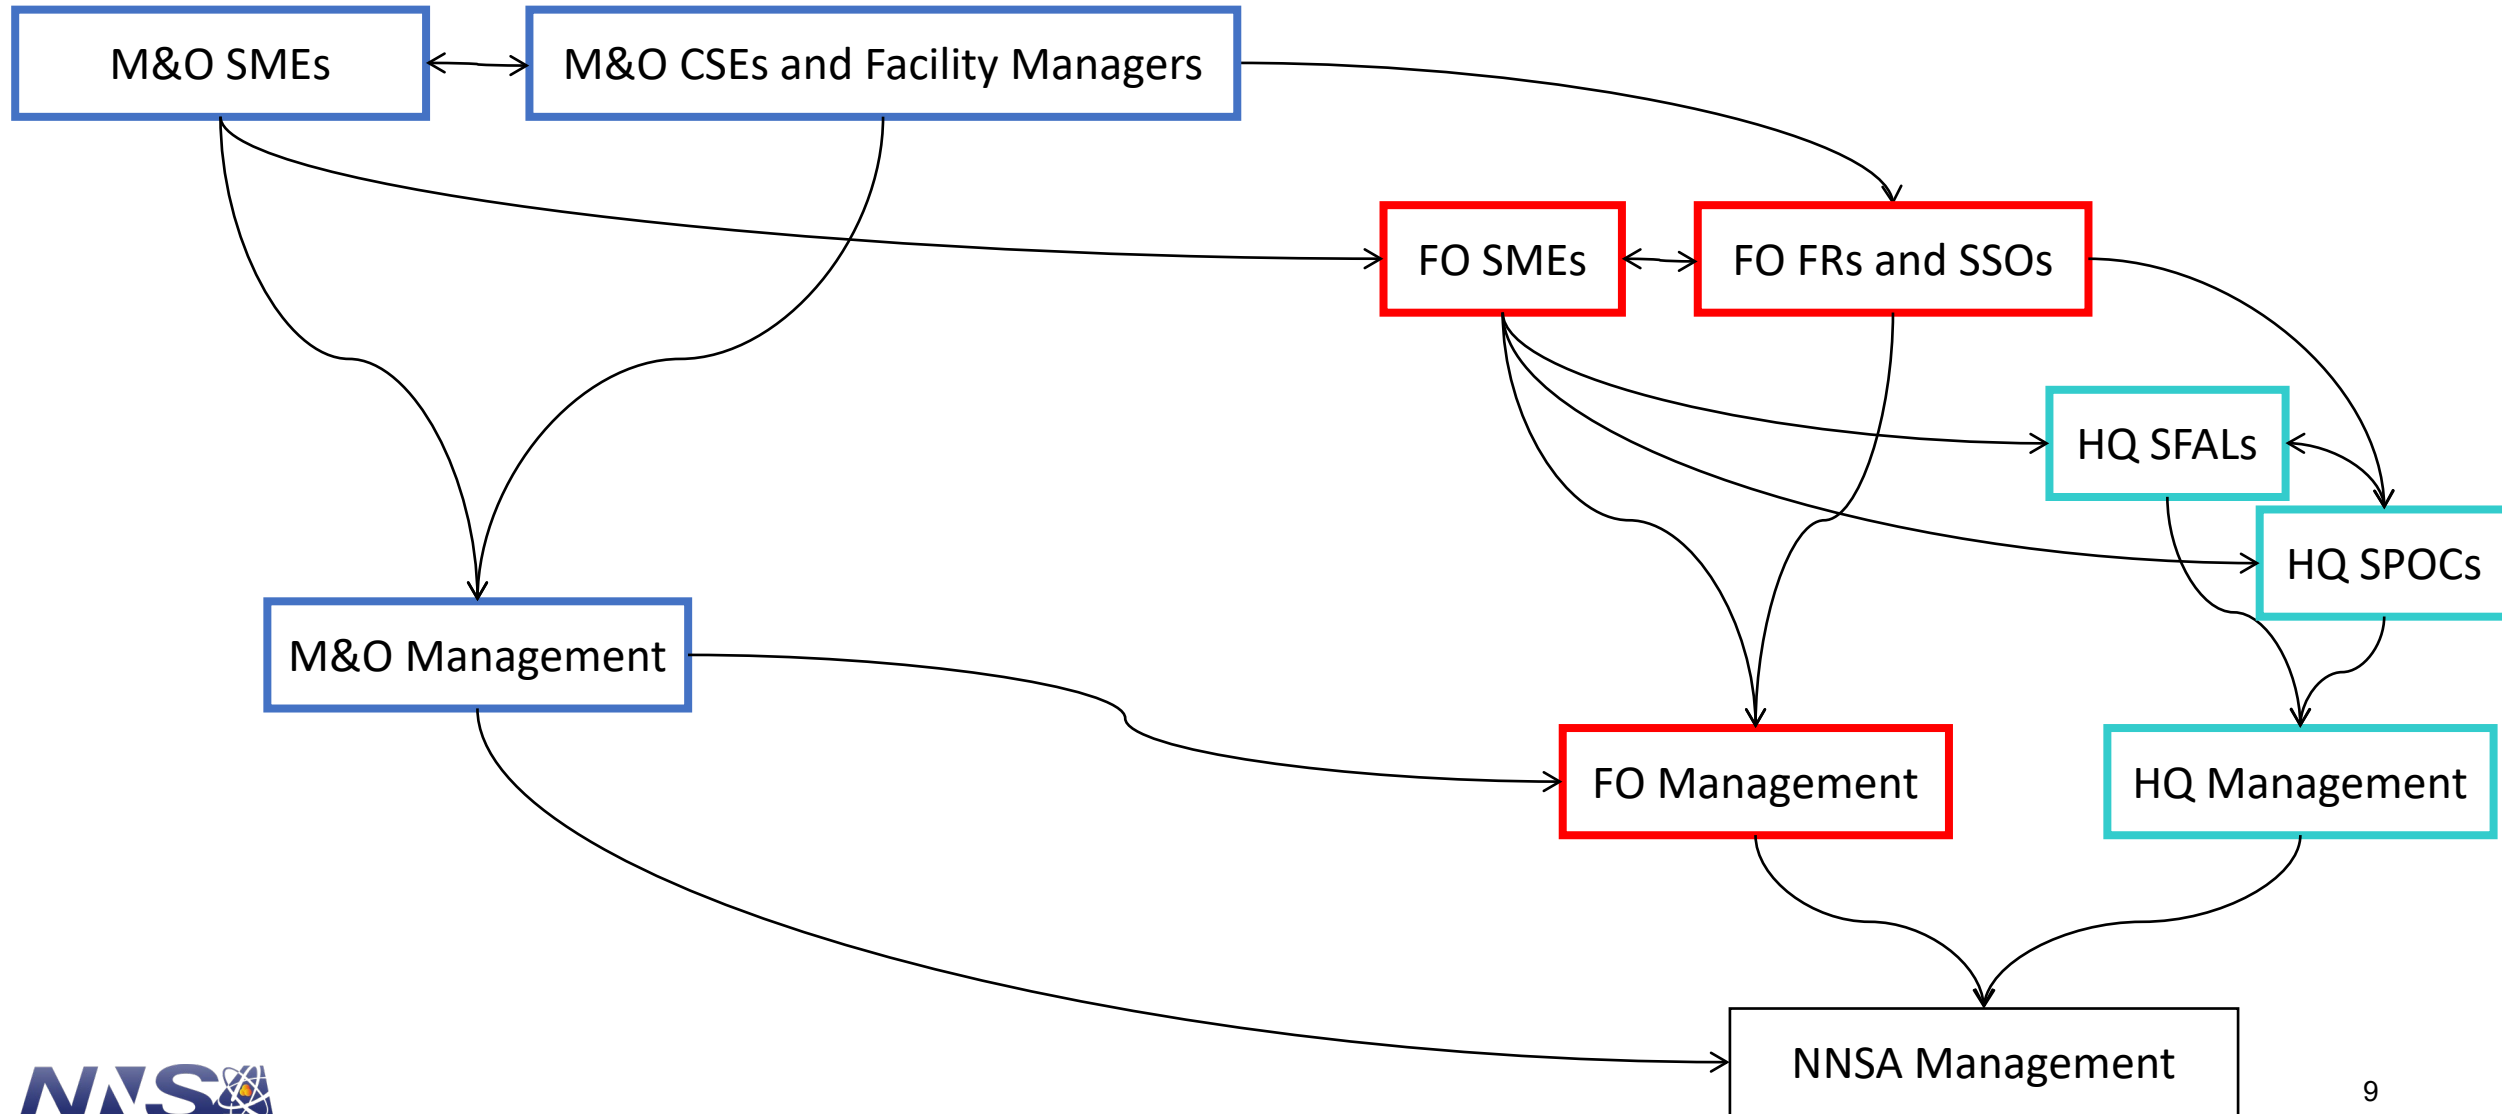 M&O SMEs
M&O CSEs and Facility Managers
FO SMEs
FO FRs and SSOs
HQ SFALs
HQ SPOCs
M&O Management
FO Management
HQ Management
NNSA Management
NNS
9